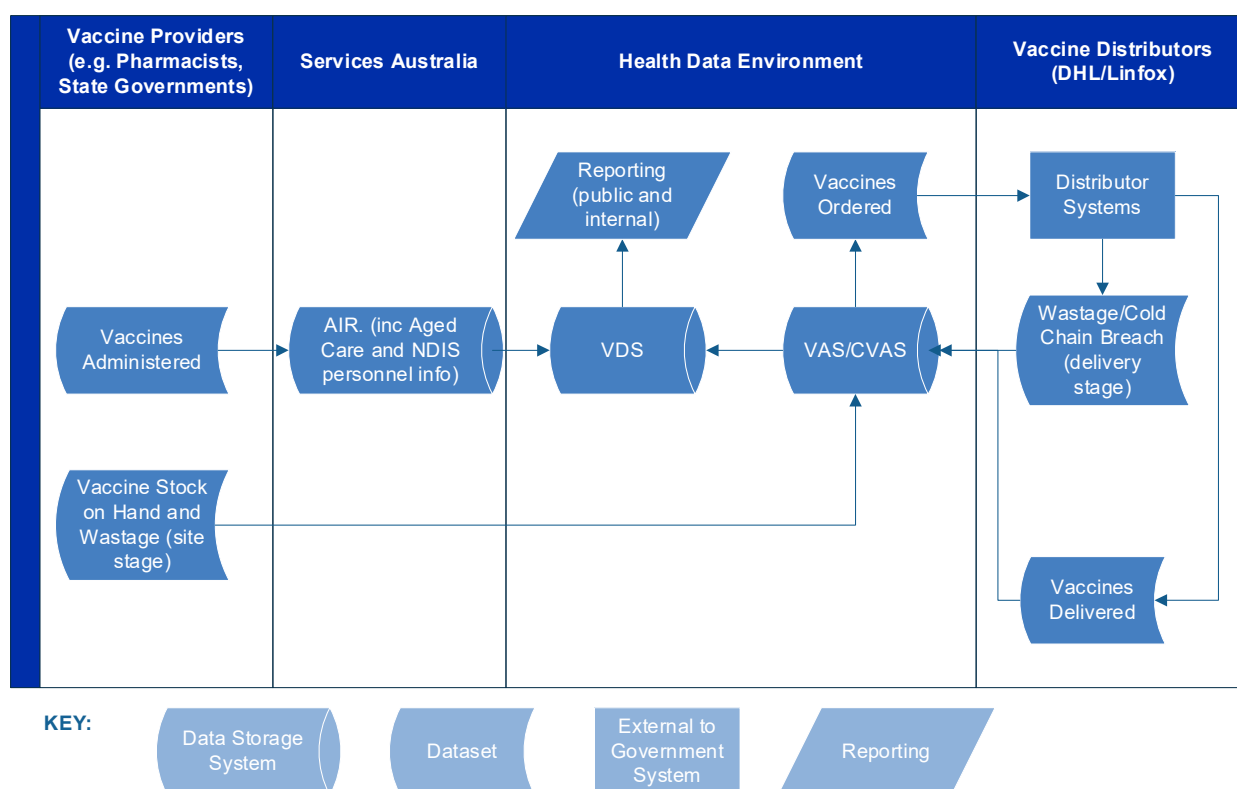 Vaccine Providers
(e.g. Pharmacists,
State Governments)
Services Australia
Health Data Environment
Vaccine Distributors
(DHL/Linfox)
Reporting
(public and
internal)
Vaccines
Ordered
Distributor
Systems
Vaccines
Administered
AIR. (inc Aged
Care and NDIS
personnel info)
VDS
VAS/CVAS
Wastage/Cold
Chain Breach
(delivery
stage)
Vaccine Stock
on Hand and
Wastage (site
stage)
Vaccines
Delivered
KEY:
Data Storage
System
Dataset
External to
Government
System
Reporting